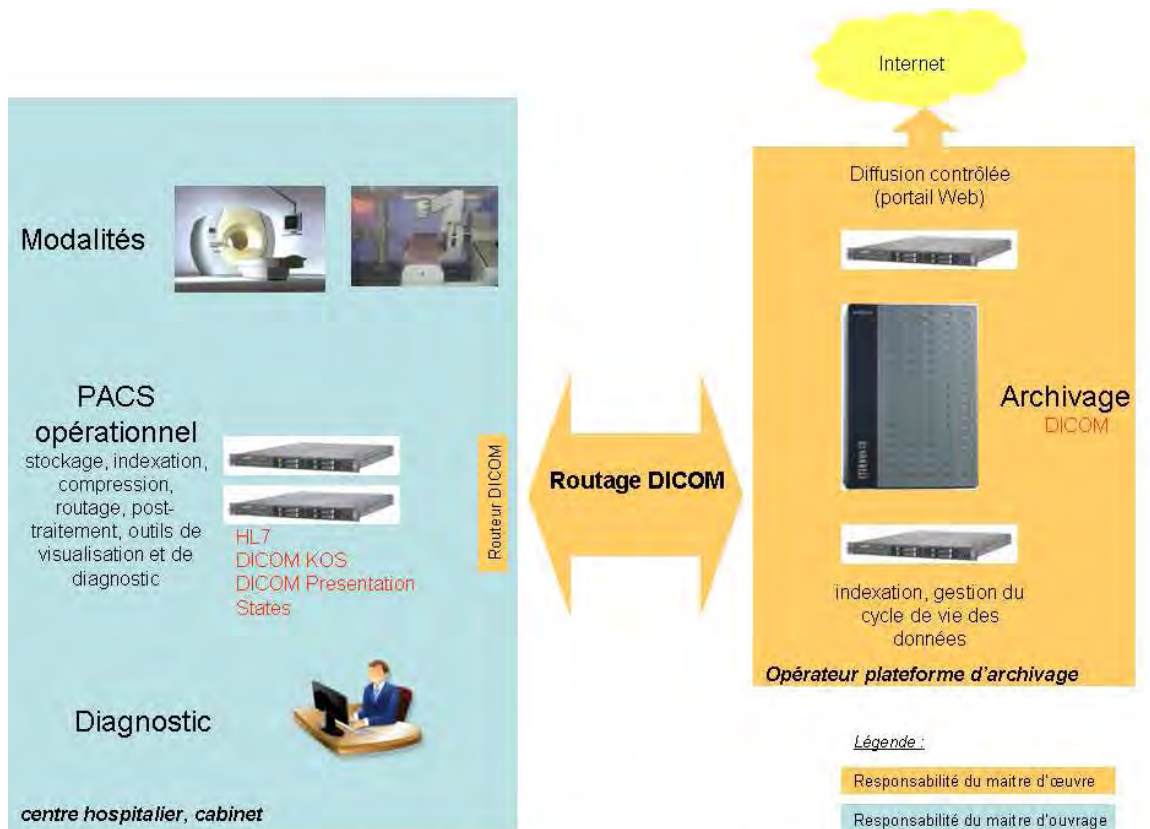 Internet
Diffusion contrôlée
(portail Web)
Modalités
PACS
opérationnel
stockage, indexation,
compression,
routage, post-
traitement, outils de
visualisation et de
diagnostic
HL7
DICOM KOS
DICOM Presentation
States
Routeur DICOM
Routage DICOM
Archivage
DICOM
indexation, gestion du
cycle de vie des
données
Opérateur plateforme d'archivage
Diagnostic
centre hospitalier, cabinet
Légende :
Responsabilité du maitre d'œuvre
Responsabilité du maitre d'ouvrage